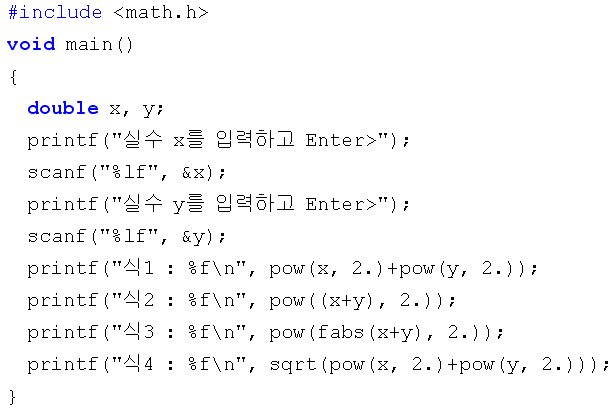 #include <math.h>
void main()
{
  double x, y;
  printf("실수 x를 입력하고 Enter>");
  scanf("%lf", &x);
  printf("실수 y를 입력하고 Enter>");
  scanf("%lf", &y);
  printf("식1 : %f\n", pow(x, 2.)+pow(y, 2.));
  printf("식2 : %f\n", pow((x+y), 2.));
  printf("식3 : %f\n", pow(fabs(x+y), 2.));
  printf("식4 : %f\n", sqrt(pow(x, 2.)+pow(y, 2.)));
}